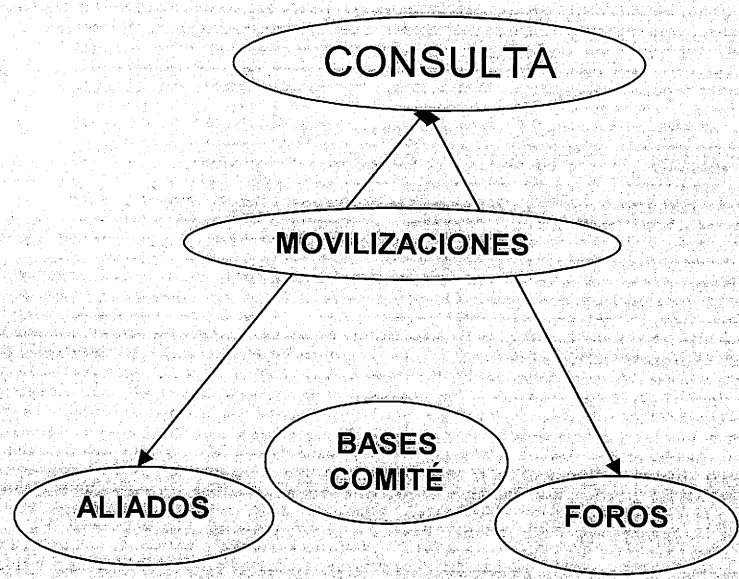 CONSULTA
MOVILIZACIONES
BASES
COMITÉ
ALIADOS
FOROS